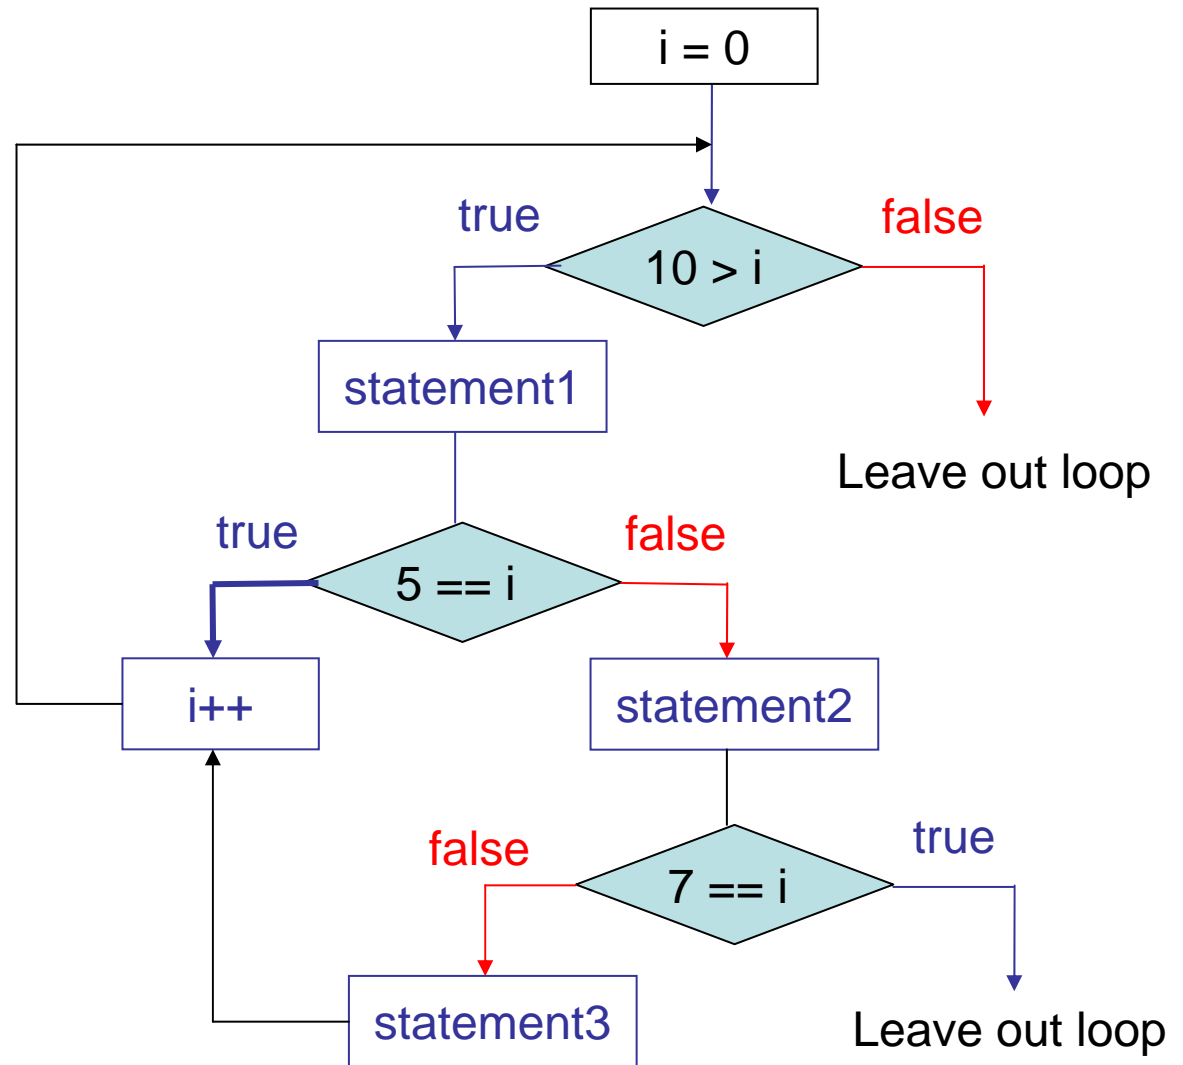 i = 0
true
false
10 > i
statement1
Leave out loop
true
false
5 == i
i++
statement2
false
true
7 == i
statement3
Leave out loop